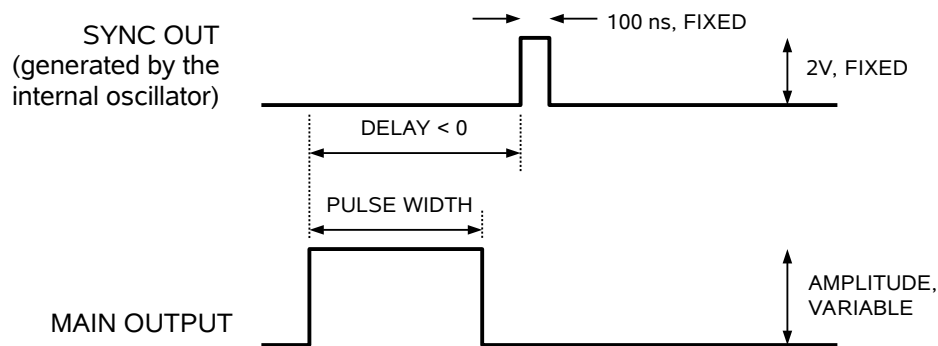 SYNC OUT
(generated by the
internal oscillator)
100 ns, FIXED
2V, FIXED
DELAY < 0
PULSE WIDTH
AMPLITUDE,
VARIABLE
MAIN OUTPUT